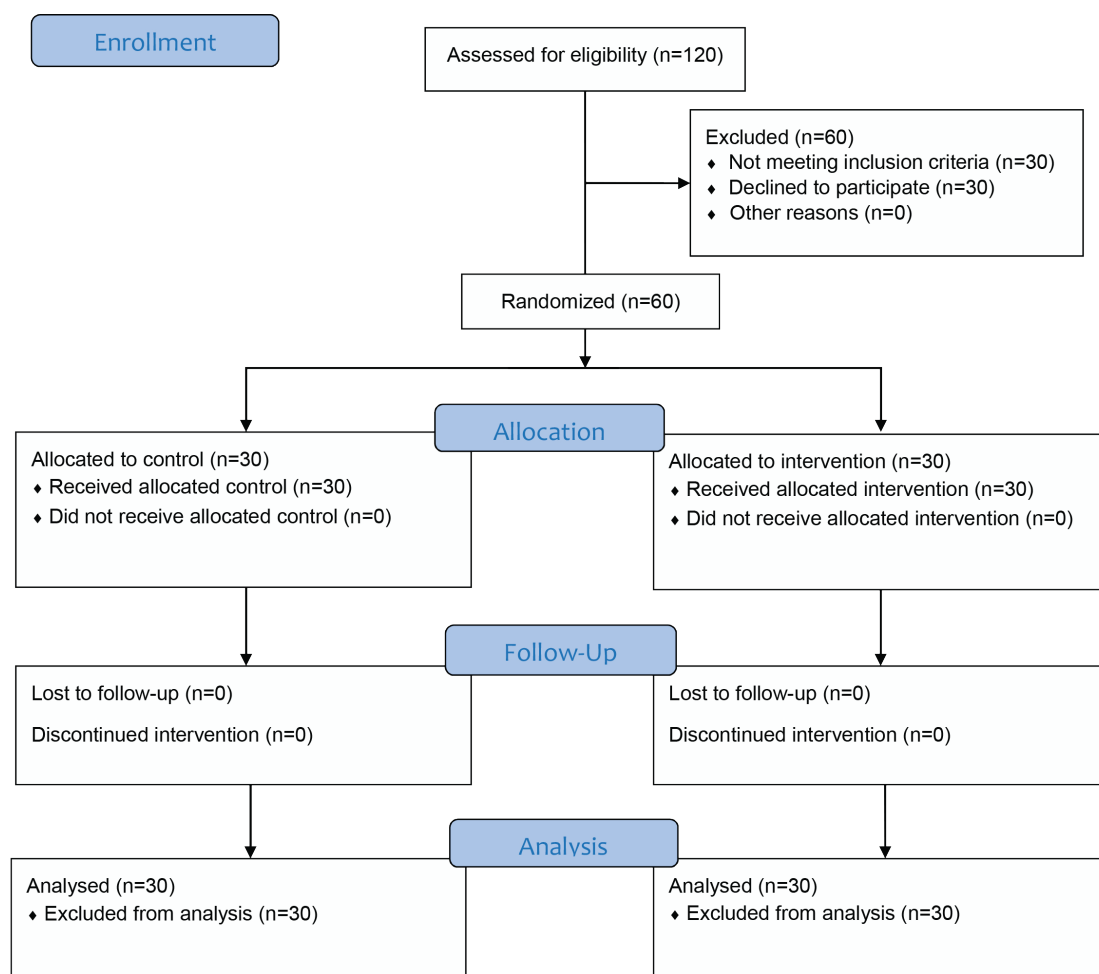 Enrollment
Assessed for eligibility (n=120)
Excluded (n=60)
♦ Not meeting inclusion criteria (n=30)
♦ Declined to participate (n=30)
♦ Other reasons (n=0)
Randomized (n=60)
Allocation
Allocated to control (n=30)
♦ Received allocated control (n=30)
♦ Did not receive allocated control (n=0)
Allocated to intervention (n=30)
♦ Received allocated intervention (n=30)
♦ Did not receive allocated intervention (n=0)
Follow-Up
Lost to follow-up (n=0)
Discontinued intervention (n=0)
Lost to follow-up (n=0)
Discontinued intervention (n=0)
Analysis
Analysed (n=30)
♦ Excluded from analysis (n=30)
Analysed (n=30)
♦ Excluded from analysis (n=30)